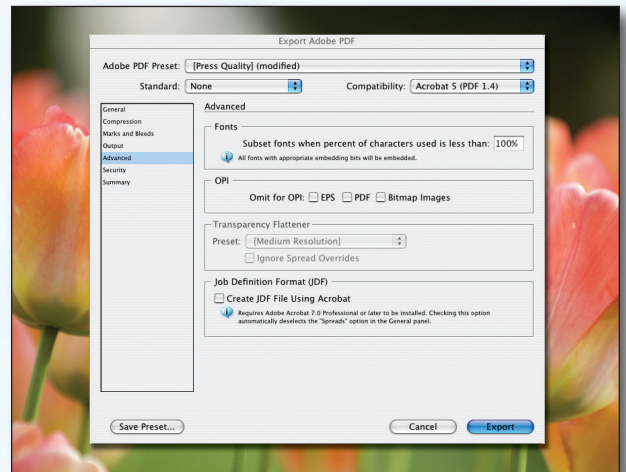 Export Adobe PDF
Adobe PDF Preset: [Press Quality] (modified)
Standard: None Compatibility: Acrobat 5 (PDF 1.4)
General
Compression
Marks and Bleeds
Output
Advanced
Security
Summary
Advanced
Fonts
Subset fonts when percent of characters used is less than: 100%
All fonts with appropriate embedding bits will be embedded.
OPI
Omit for OPI: EPS PDF Bitmap Images
Transparency Flattener
Preset: [Medium Resolution]
Ignore Spread Overrides
Job Definition Format (JDF)
Create JDF File Using Acrobat
Requires Adobe Acrobat 7.0 Professional or later to be installed. Checking this option
automatically deselects the "Spreads" option in the General panel.
Save Preset... Cancel Export